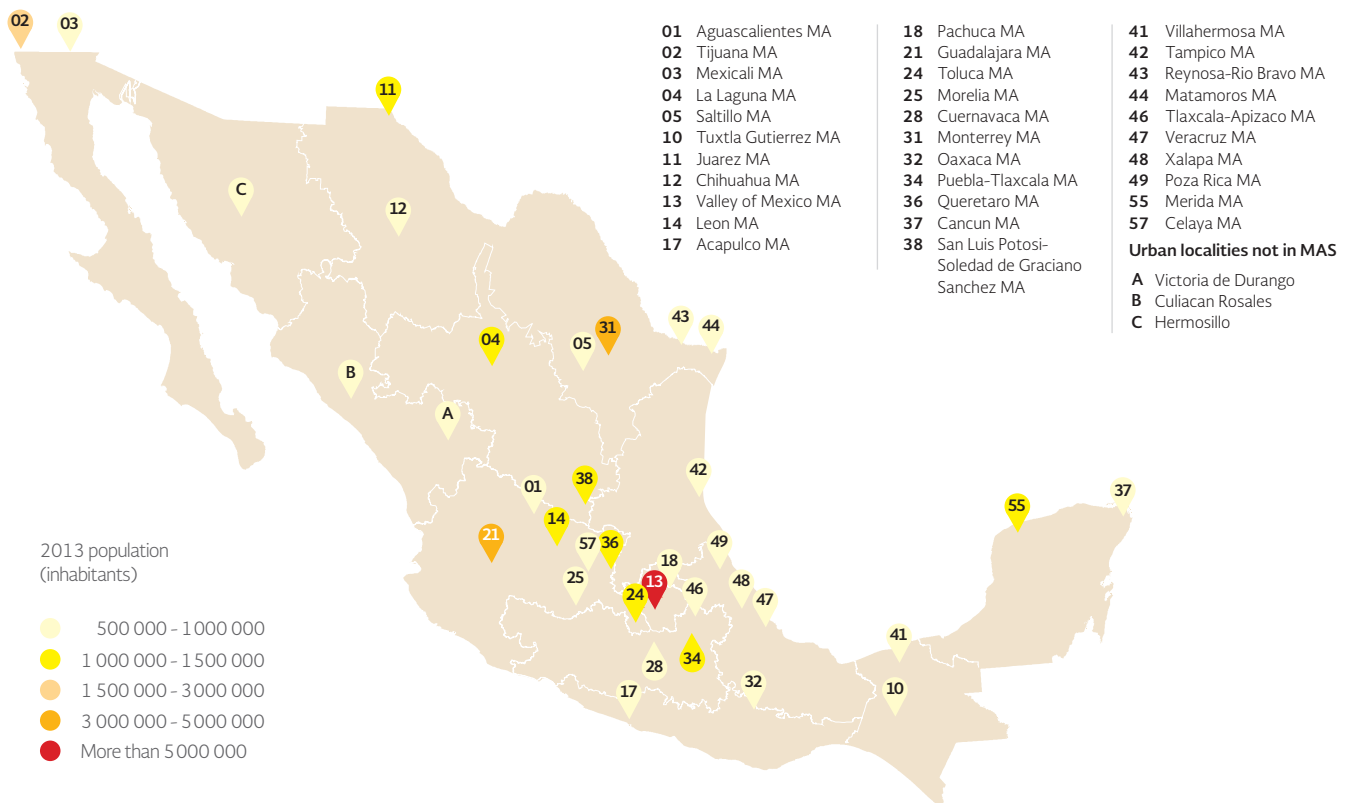 01 Aguascalientes MA
02 Tijuana MA
03 Mexicali MA
04 La Laguna MA
05 Saltillo MA
10 Tuxtla Gutierrez MA
11 Juarez MA
12 Chihuahua MA
13 Valley of Mexico MA
14 Leon MA
17 Acapulco MA
18 Pachuca MA
21 Guadalajara MA
24 Toluca MA
25 Morelia MA
28 Cuernavaca MA
31 Monterrey MA
32 Oaxaca MA
34 Puebla-Tlaxcala MA
36 Queretaro MA
37 Cancun MA
38 San Luis Potosi-
Soledad de Graciano
Sanchez MA
41 Villahermosa MA
42 Tampico MA
43 Reynosa-Rio Bravo MA
44 Matamoros MA
46 Tlaxcala-Apizaco MA
47 Veracruz MA
48 Xalapa MA
49 Poza Rica MA
55 Merida MA
57 Celaya MA
Urban localities not in MAS
A Victoria de Durango
B Culiacan Rosales
C Hermosillo
02
03
11
C
12
43
44
31
05
04
B
A
42
38
01
14
21
57
36
49
18
25
13
24
46
48
47
34
28
17
32
55
37
41
10
2013 population
(inhabitants)
500 000 - 1 000 000
1 000 000 - 1 500 000
1 500 000 - 3 000 000
3 000 000 - 5 000 000
More than 5 000 000